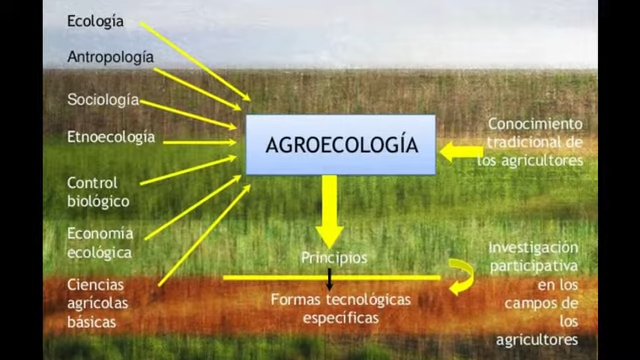 Ecología
Antropología
Sociología
Etnoecología
Control
biológico
Economía
ecológica
Ciencias
agrícolas
básicas
AGROECOLOGÍA
Conocimiento
tradicional de
los agricultores
Principios
Formas tecnológicas
específicas
Investigación
participativa
en los
campos de
los
agricultores